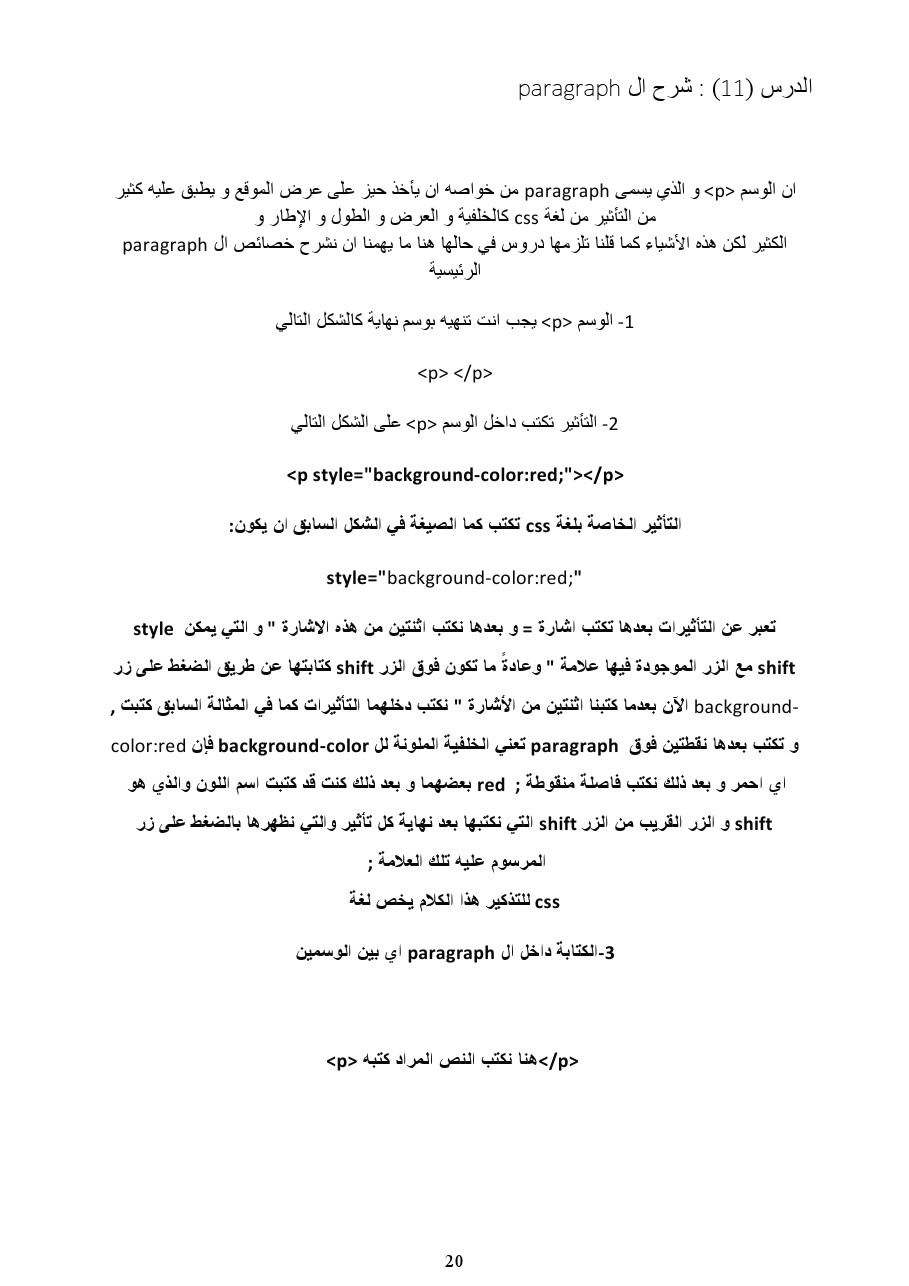 الدرس (11) : شرح ال paragraph
ان الوسم <p> و الذي يسمى paragraph من خواصه ان يأخذ حيز على عرض الموقع و يطبق عليه كثير
من التأثير من لغة css كالخلفية و العرض و الطول و الإطار و
الكثير لكن هذه الأشياء كما قلنا تلزمها دروس في حالها هنا ما يهمنا ان نشرح خصائص ال paragraph
الرئيسية
1- الوسم <p> يجب انت تنهيه بوسم نهاية كالشكل التالي
<p> </p>
2- التأثير تكتب داخل الوسم <p> على الشكل التالي
<p style="background-color:red;"></p>
التأثير الخاصة بلغة css تكتب كما الصيغة في الشكل السابق ان يكون:
style="background-color:red;"
تعبر عن التأثيرات بعدها تكتب اشارة = و بعدها نكتب اثنتين من هذه الاشارة " و التي يمكن style
shift مع الزر الموجودة فيها علامة " وعادةً ما تكون فوق الزر shift كتابتها عن طريق الضغط على زر
background- الآن بعدما كتبنا اثنتين من الأشارة " نكتب دخلهما التأثيرات كما في المثالة السابق كتبت ,
و تكتب بعدها نقطتين فوق paragraph تعني الخلفية الملونة لل background-color فإن color:red
اي احمر و بعد ذلك نكتب فاصلة منقوطة ; red بعضهما و بعد ذلك كنت قد كتبت اسم اللون والذي هو
shift و الزر القريب من الزر shift التي نكتبها بعد نهاية كل تأثير والتي نظهرها بالضغط على زر
المرسوم عليه تلك العلامة ;
css للتذكير هذا الكلام يخص لغة
3-الكتابة داخل ال paragraph اي بين الوسمين
<p> هنا نكتب النص المراد كتبه</p>
20